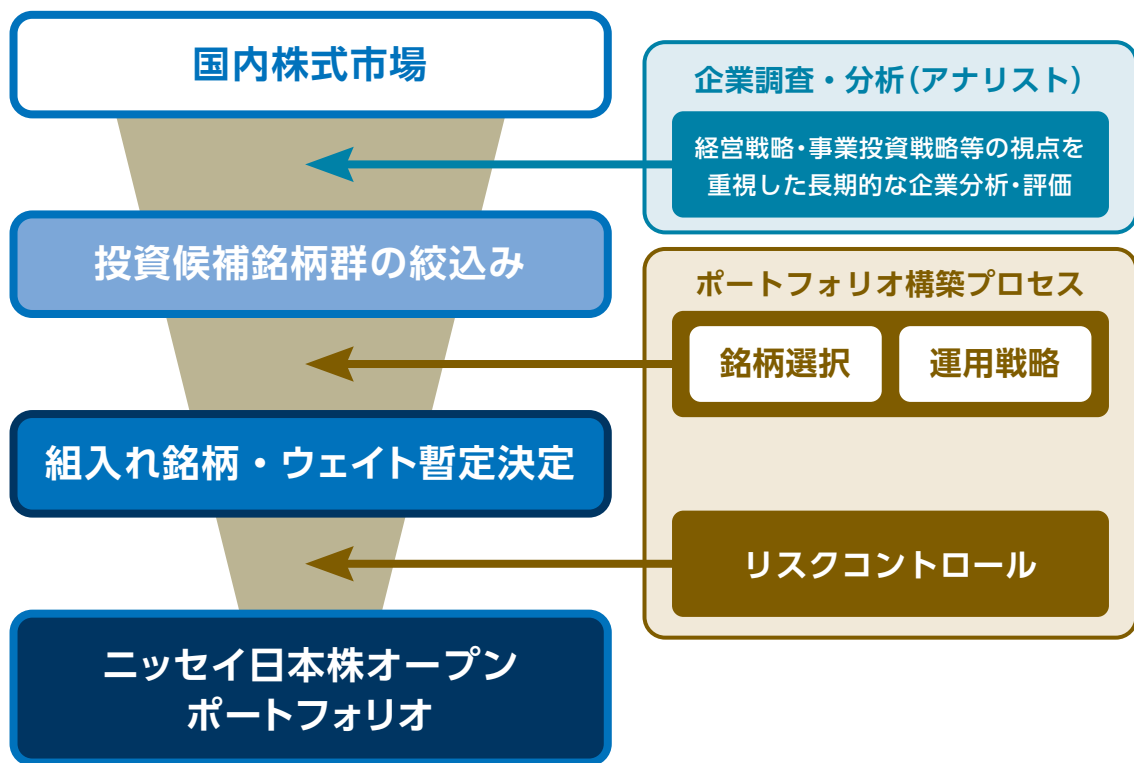 国内株式市場
企業調査・分析(アナリスト)
経営戦略・事業投資戦略等の視点を
重視した長期的な企業分析・評価
投資候補銘柄群の絞込み
ポートフォリオ構築プロセス
銘柄選択
運用戦略
組入れ銘柄・ウェイト暫定決定
リスクコントロール
ニッセイ日本株オープン
ポートフォリオ